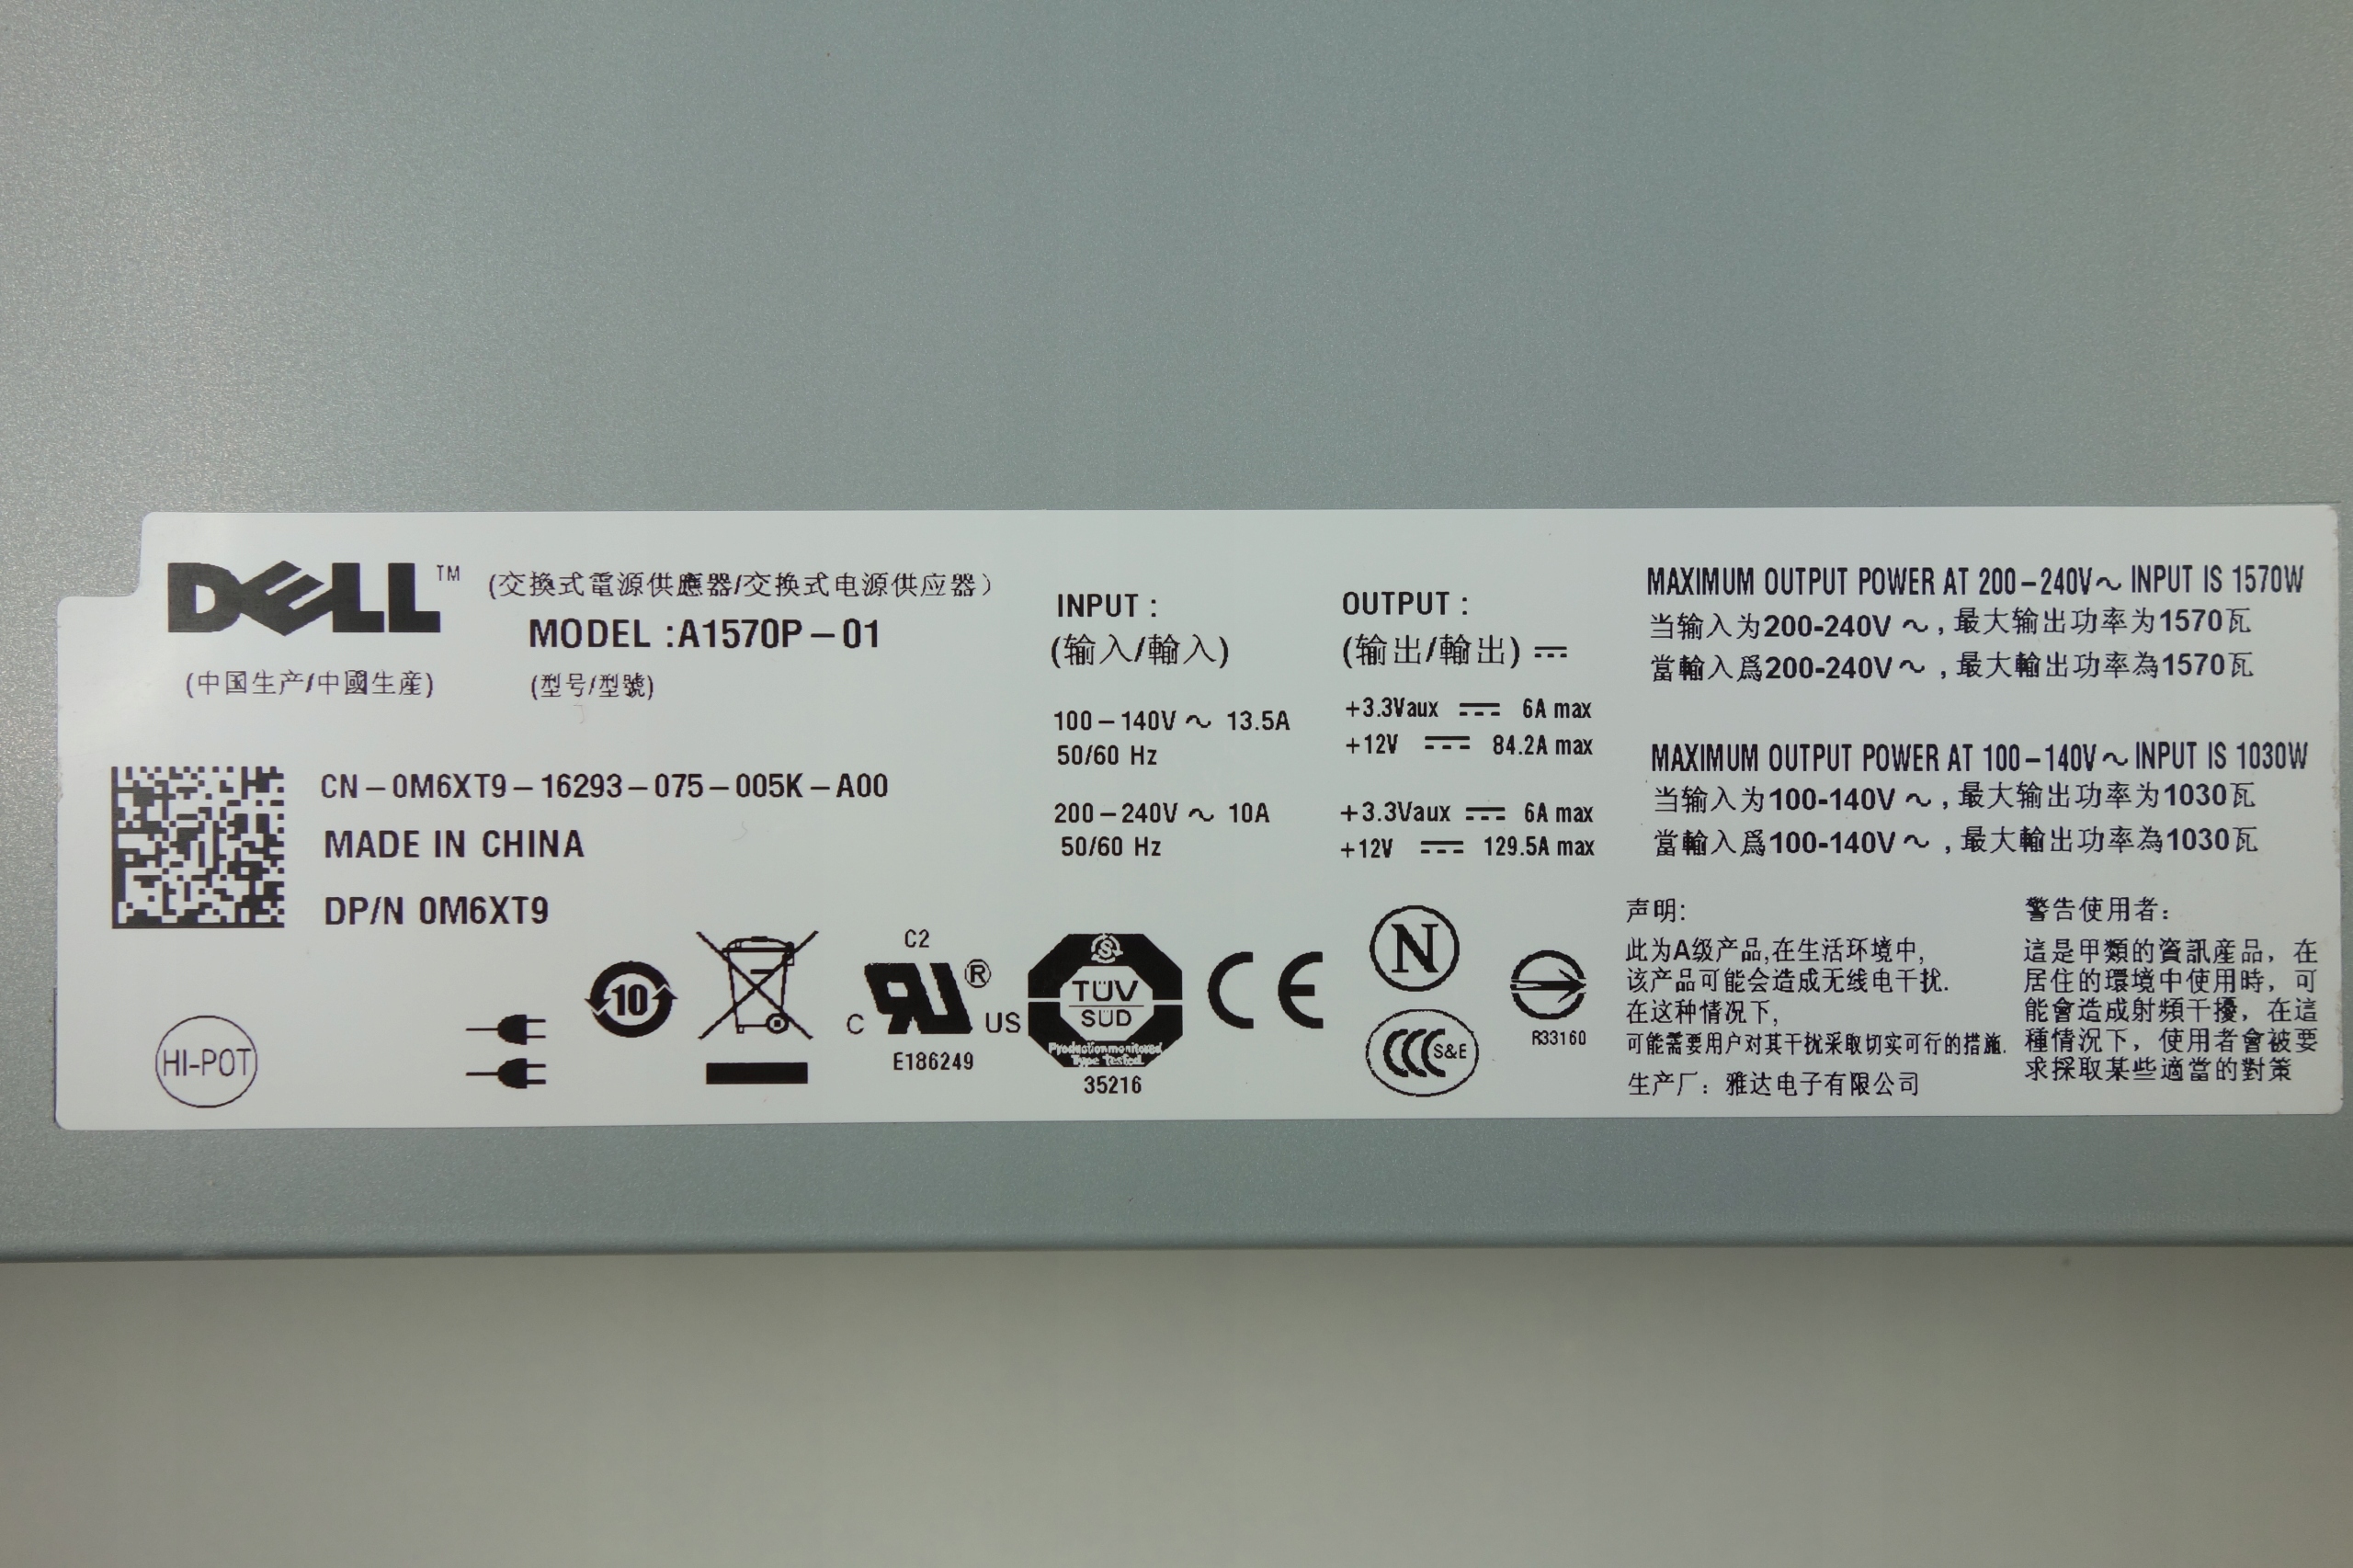 DELL™
(交換式電源供應器/交换式电源供应器)
MODEL :A1570P-01
(中国生产/中國生産)
(型号/型號)
CN-0M6XT9-16293-075-005K-A00
MADE IN CHINA
DP/N 0M6XT9
HI-POT
10
C2
C ® US
E186249
S
TÜV
SÜD
Production monitored
Type Tested
35216
CE
N
CCC S&E
R33160
INPUT :
(输入/輸入)
100-140V ~ 13.5A
50/60 Hz
200-240V ~ 10A
50/60 Hz
OUTPUT :
(输出/輸出) ⎓
+3.3Vaux ⎓ 6A max
+12V ⎓ 84.2A max
+3.3Vaux ⎓ 6A max
+12V ⎓ 129.5A max
MAXIMUM OUTPUT POWER AT 200-240V~ INPUT IS 1570W
当输入为200-240V ~ , 最大输出功率为1570瓦
當輸入爲200-240V ~ , 最大輸出功率為1570瓦
MAXIMUM OUTPUT POWER AT 100-140V~ INPUT IS 1030W
当输入为100-140V ~ , 最大输出功率为1030瓦
當輸入爲100-140V ~ , 最大輸出功率為1030瓦
声明:
此为A级产品,在生活环境中,
该产品可能会造成无线电干扰.
在这种情况下,
可能需要用户对其干扰采取切实可行的措施.
生产厂：雅达电子有限公司
警告使用者：
這是甲類的資訊産品，在
居住的環境中使用時，可
能會造成射頻干擾，在這
種情況下，使用者會被要
求採取某些適當的對策